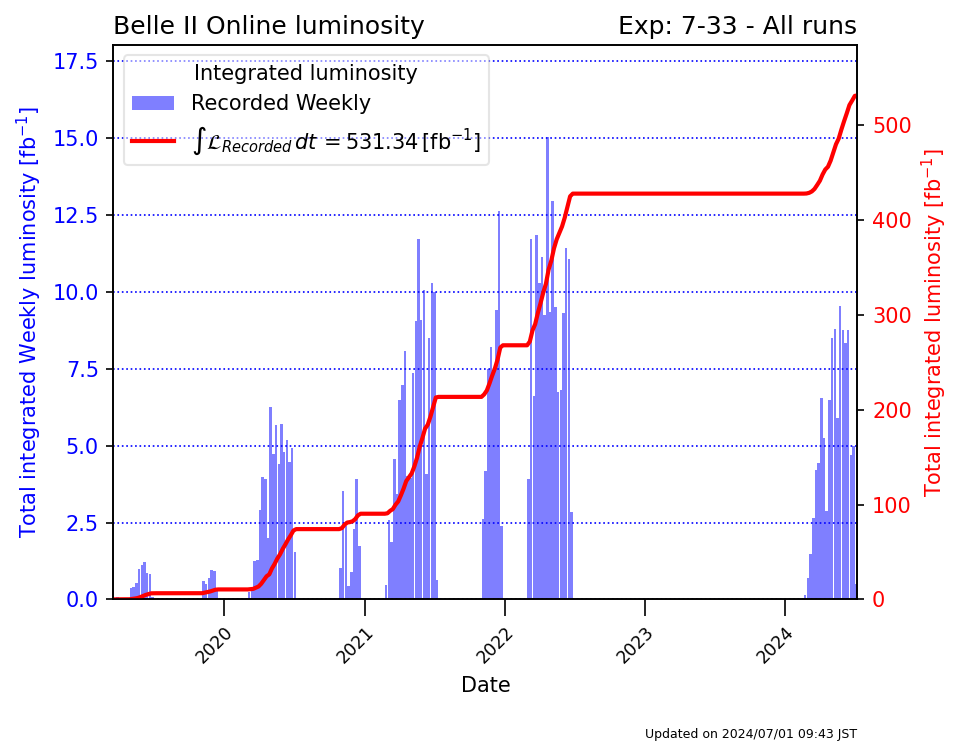 Belle II Online luminosity Exp: 7-33 - All runs
Integrated luminosity
Recorded Weekly
∫ℒ_Recorded dt = 531.34 [fb⁻¹]
Total integrated Weekly luminosity [fb⁻¹]
17.5
15.0
12.5
10.0
7.5
5.0
2.5
0.0
Total integrated luminosity [fb⁻¹]
500
400
300
200
100
0
2020 2021 2022 2023 2024
Date
Updated on 2024/07/01 09:43 JST